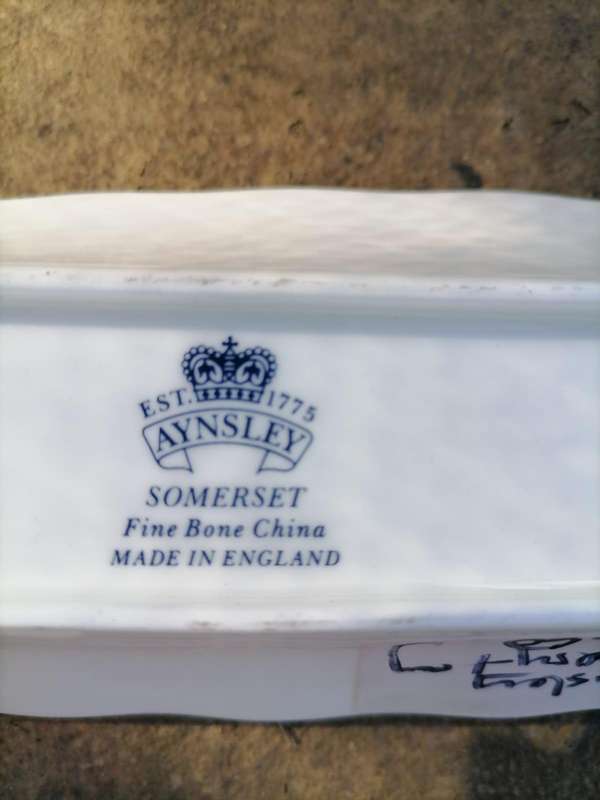 EST. 1775
AYNSLEY
SOMERSET
Fine Bone China
MADE IN ENGLAND